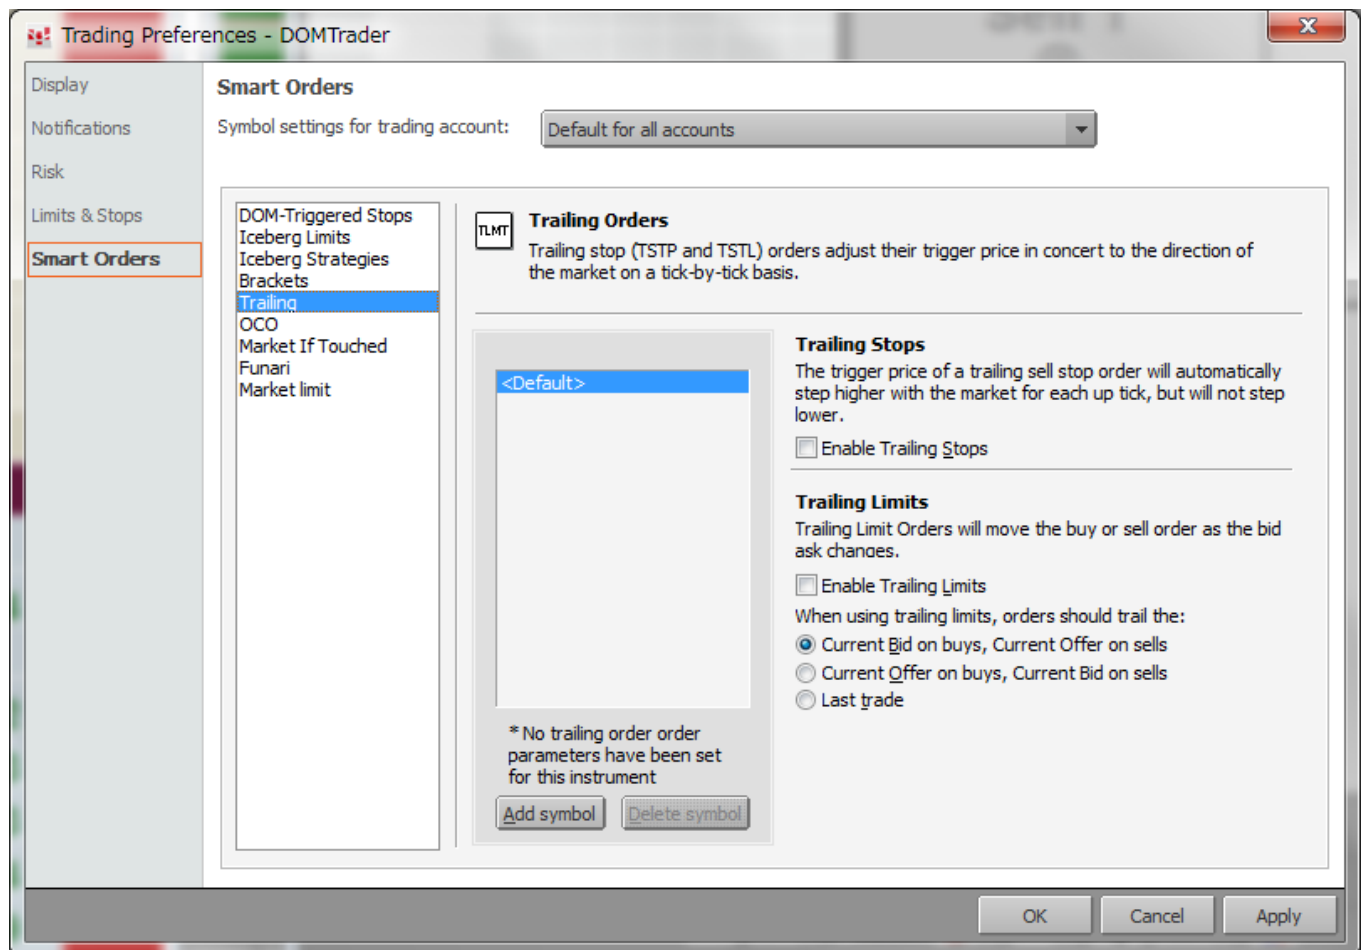 Trading Preferences - DOMTrader
Display
Notifications
Risk
Limits & Stops
Smart Orders
Smart Orders
Symbol settings for trading account:
Default for all accounts
DOM-Triggered Stops
Iceberg Limits
Iceberg Strategies
Brackets
Trailing
OCO
Market If Touched
Funari
Market limit
TLMT
Trailing Orders
Trailing stop (TSTP and TSTL) orders adjust their trigger price in concert to the direction of
the market on a tick-by-tick basis.
<Default>
* No trailing order order
parameters have been set
for this instrument
Add symbol
Delete symbol
Trailing Stops
The trigger price of a trailing sell stop order will automatically
step higher with the market for each up tick, but will not step
lower.
Enable Trailing Stops
Trailing Limits
Trailing Limit Orders will move the buy or sell order as the bid
ask changes.
Enable Trailing Limits
When using trailing limits, orders should trail the:
Current Bid on buys, Current Offer on sells
Current Offer on buys, Current Bid on sells
Last trade
OK
Cancel
Apply